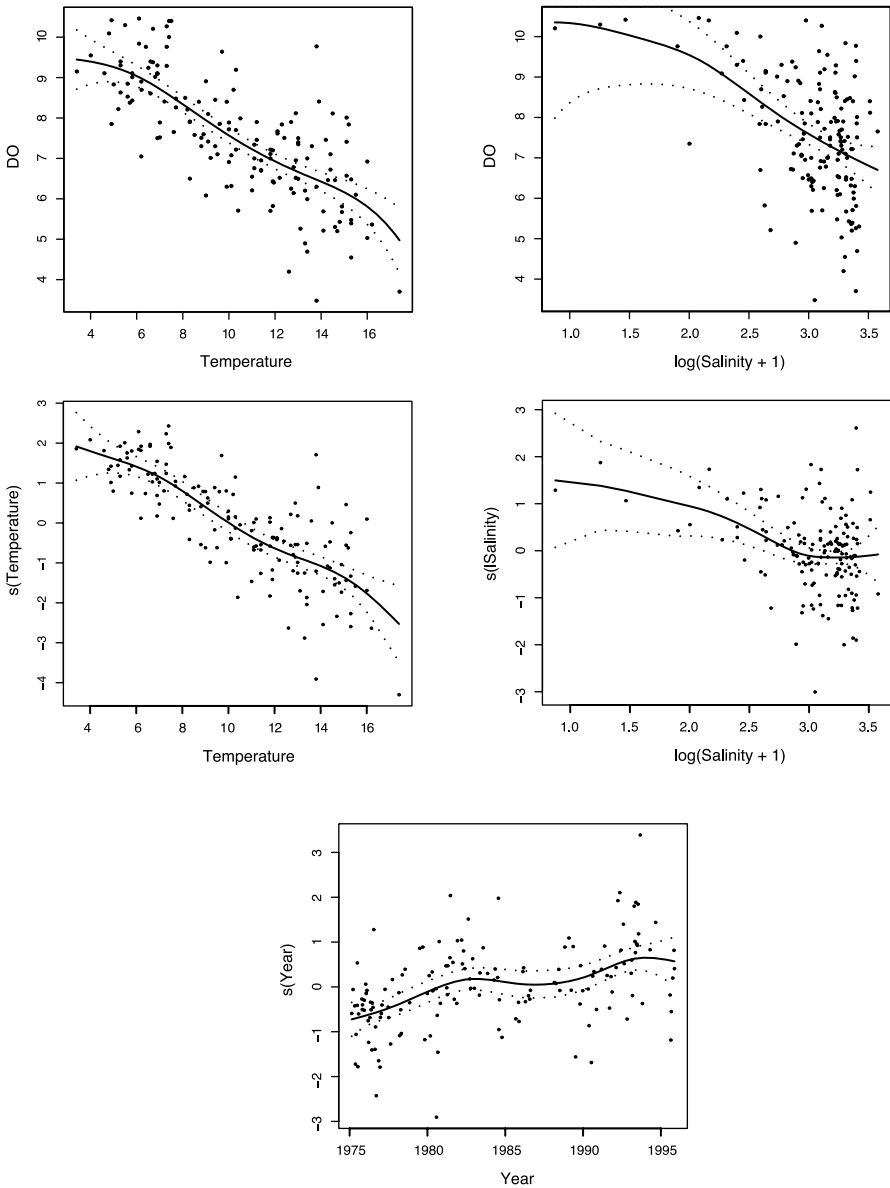 10
9
8
7
6
5
4
DO
4 6 8 10 12 14 16
Temperature
10
9
8
7
6
5
4
DO
1.0 1.5 2.0 2.5 3.0 3.5
log(Salinity + 1)
3
2
1
0
−1
−2
−3
−4
s(Temperature)
4 6 8 10 12 14 16
Temperature
3
2
1
0
−1
−2
−3
s(lSalinity)
1.0 1.5 2.0 2.5 3.0 3.5
log(Salinity + 1)
3
2
1
0
−1
−2
−3
s(Year)
1975 1980 1985 1990 1995
Year